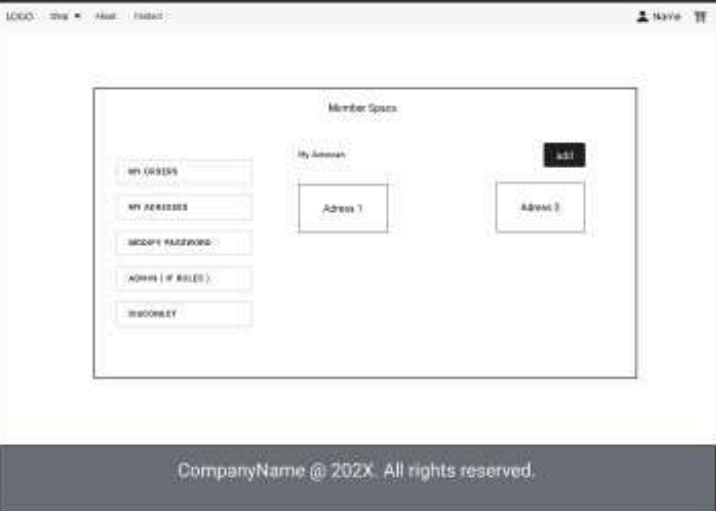 LOGO Shop About Contact Name
Member Space
My Adresses add
MY ORDERS
Adress 1 Adress 2
MY ADRESSES
MODIFY PASSWORD
ADMIN ( IF ROLES )
DISCONNECT
CompanyName @ 202X. All rights reserved.